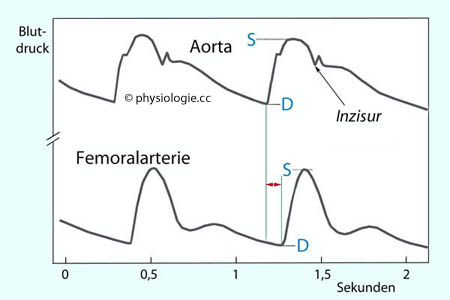 Blut-
druck
Aorta
S
© physiologie.cc
D
Inzisur
Femoralarterie
S
D
0
0,5
1
1,5
2
Sekunden